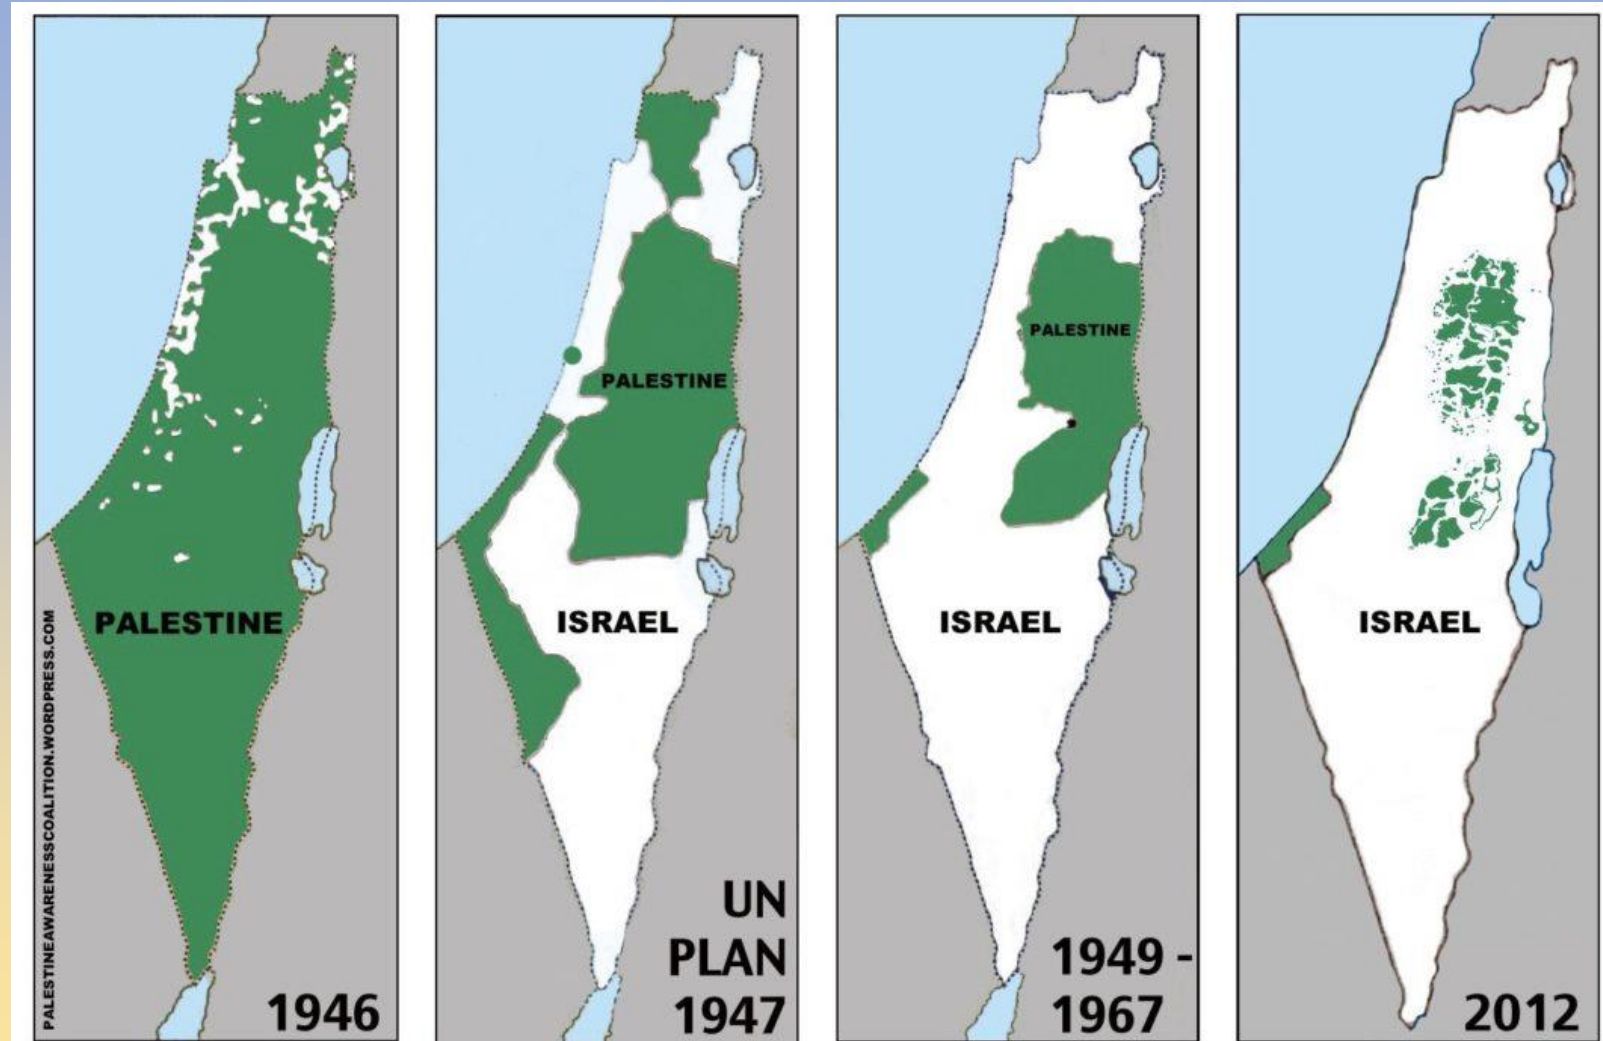 PALESTINEAWARENESSCOALITION.WORDPRESS.COM
PALESTINE
1946
PALESTINE
ISRAEL
UN
PLAN
1947
PALESTINE
ISRAEL
1949 -
1967
ISRAEL
2012